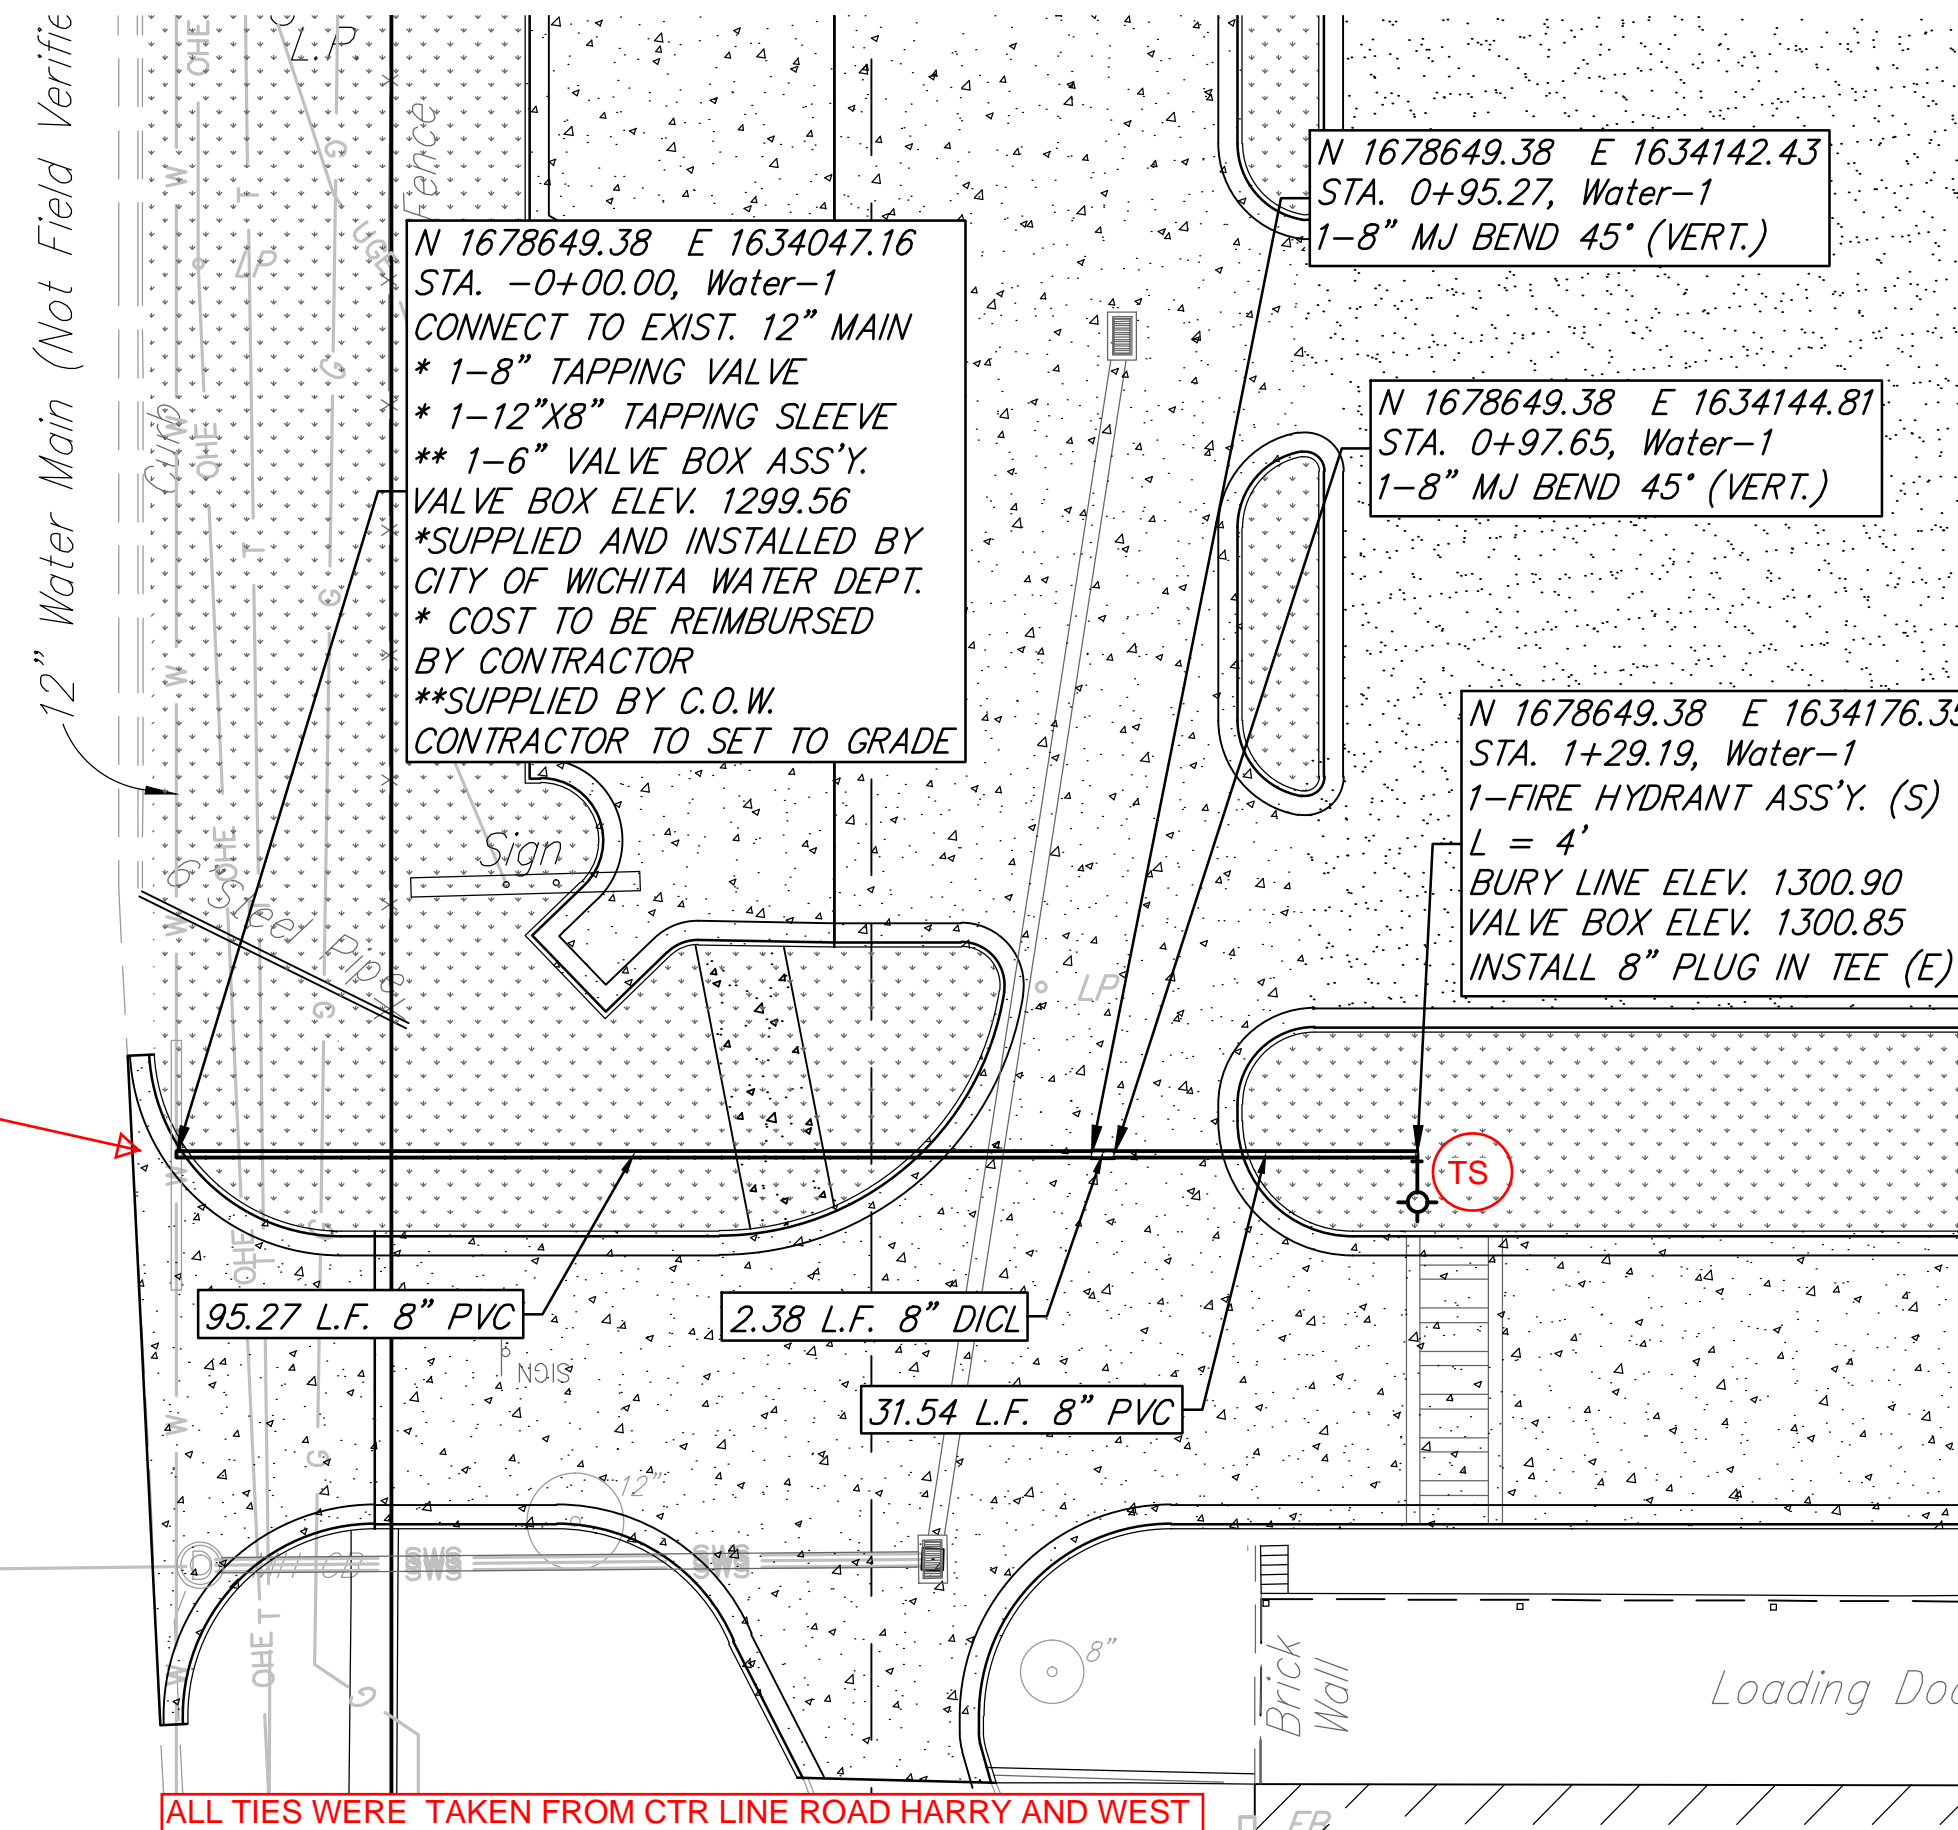 12” Water Main (Not Field Verifie
OHE
L.P.
W
T
G
Fence
LP
UGE
Curb
N 1678649.38 E 1634047.16
STA. -0+00.00, Water-1
CONNECT TO EXIST. 12” MAIN
* 1-8” TAPPING VALVE
* 1-12”X8” TAPPING SLEEVE
** 1-6” VALVE BOX ASS'Y.
VALVE BOX ELEV. 1299.56
*SUPPLIED AND INSTALLED BY
CITY OF WICHITA WATER DEPT.
* COST TO BE REIMBURSED
BY CONTRACTOR
**SUPPLIED BY C.O.W.
CONTRACTOR TO SET TO GRADE
N 1678649.38 E 1634142.43
STA. 0+95.27, Water-1
1-8” MJ BEND 45° (VERT.)
N 1678649.38 E 1634144.81
STA. 0+97.65, Water-1
1-8” MJ BEND 45° (VERT.)
N 1678649.38 E 1634176.35
STA. 1+29.19, Water-1
1-FIRE HYDRANT ASS'Y. (S)
L = 4'
BURY LINE ELEV. 1300.90
VALVE BOX ELEV. 1300.85
INSTALL 8” PLUG IN TEE (E)
W
OHE
T
G
G
W
OHE
Sign
6" Steel Pipe
W
G
LP
TS
W
OHE
95.27 L.F. 8” PVC
2.38 L.F. 8” DICL
31.54 L.F. 8” PVC
SIGN
W
G
12”
SWS
SWS
OHE T
W
G
8”
Brick
Wall
Loading Doc
ALL TIES WERE TAKEN FROM CTR LINE ROAD HARRY AND WEST